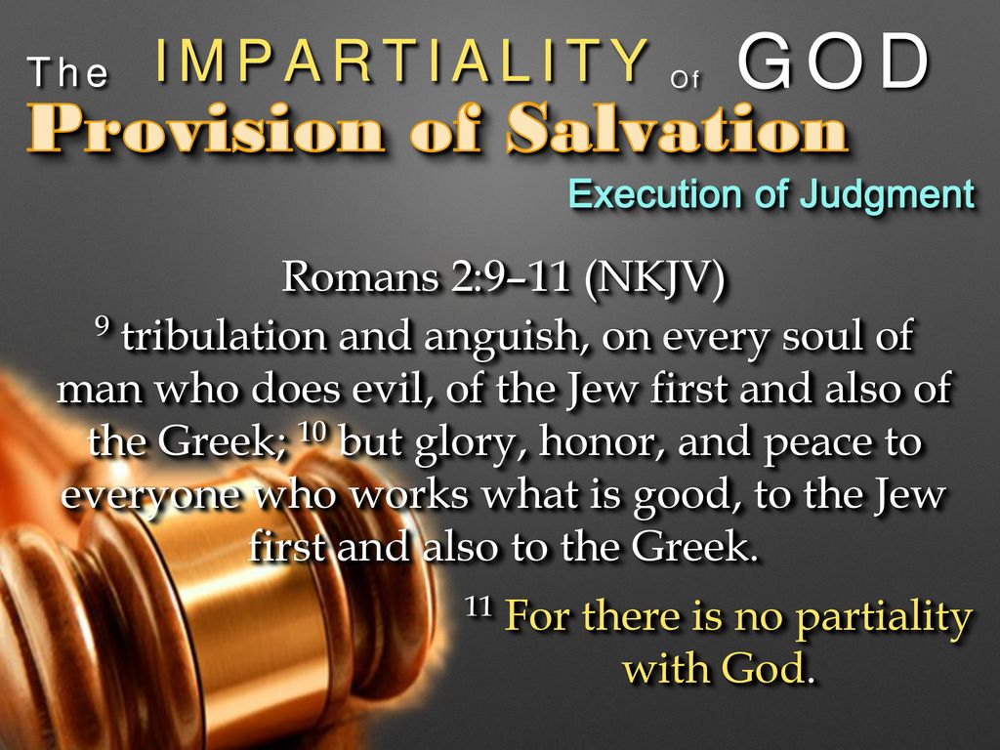 The IMPARTIALITY Of GOD
Provision of Salvation
Execution of Judgment
Romans 2:9–11 (NKJV)
9 tribulation and anguish, on every soul of
man who does evil, of the Jew first and also of
the Greek; 10 but glory, honor, and peace to
everyone who works what is good, to the Jew
first and also to the Greek.
11 For there is no partiality
with God.